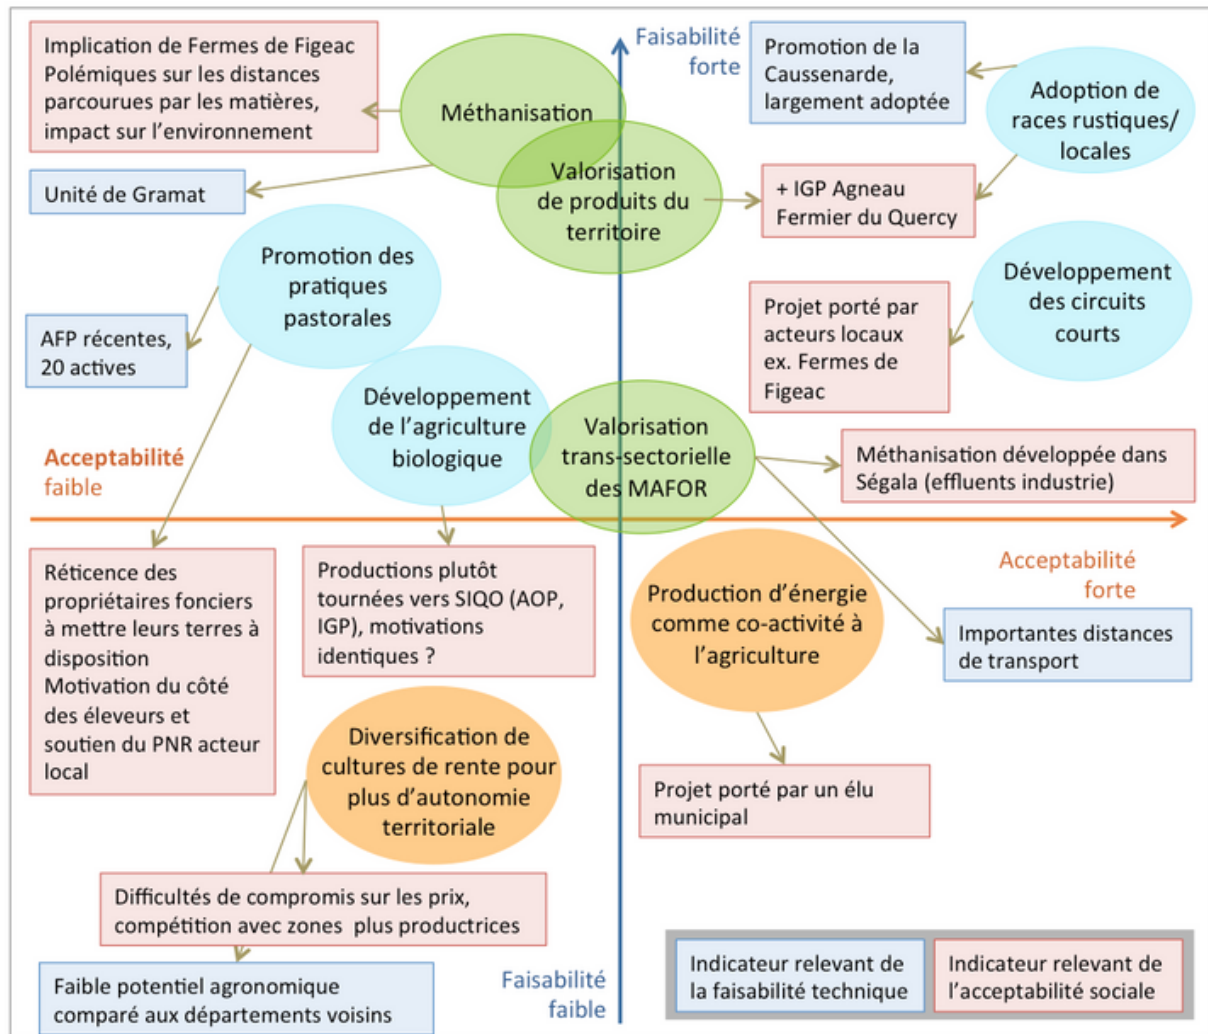 Implication de Fermes de Figeac
Polémiques sur les distances
parcourues par les matières,
impact sur l'environnement
Méthanisation
Faisabilité
forte
Promotion de la
Caussenarde,
largement adoptée
Adoption de
races rustiques/
locales
Unité de Gramat
Valorisation
de produits du
territoire
+ IGP Agneau
Fermier du Quercy
Promotion des
pratiques
pastorales
Développement
des circuits
courts
AFP récentes,
20 actives
Projet porté par
acteurs locaux
ex. Fermes de
Figeac
Développement
de l'agriculture
biologique
Valorisation
trans-sectorielle
des MAFOR
Acceptabilité
faible
Méthanisation développée dans
Ségala (effluents industrie)
Acceptabilité
forte
Réticence des
propriétaires fonciers
à mettre leurs terres à
disposition
Motivation du côté
des éleveurs et
soutien du PNR acteur
local
Productions plutôt
tournées vers SIQO (AOP,
IGP), motivations
identiques ?
Production d'énergie
comme co-activité à
l'agriculture
Importantes distances
de transport
Diversification de
cultures de rente pour
plus d'autonomie
territoriale
Projet porté par un élu
municipal
Difficultés de compromis sur les prix,
compétition avec zones plus productrices
Faible potentiel agronomique
comparé aux départements voisins
Faisabilité
faible
Indicateur relevant de
la faisabilité technique
Indicateur relevant de
l'acceptabilité sociale